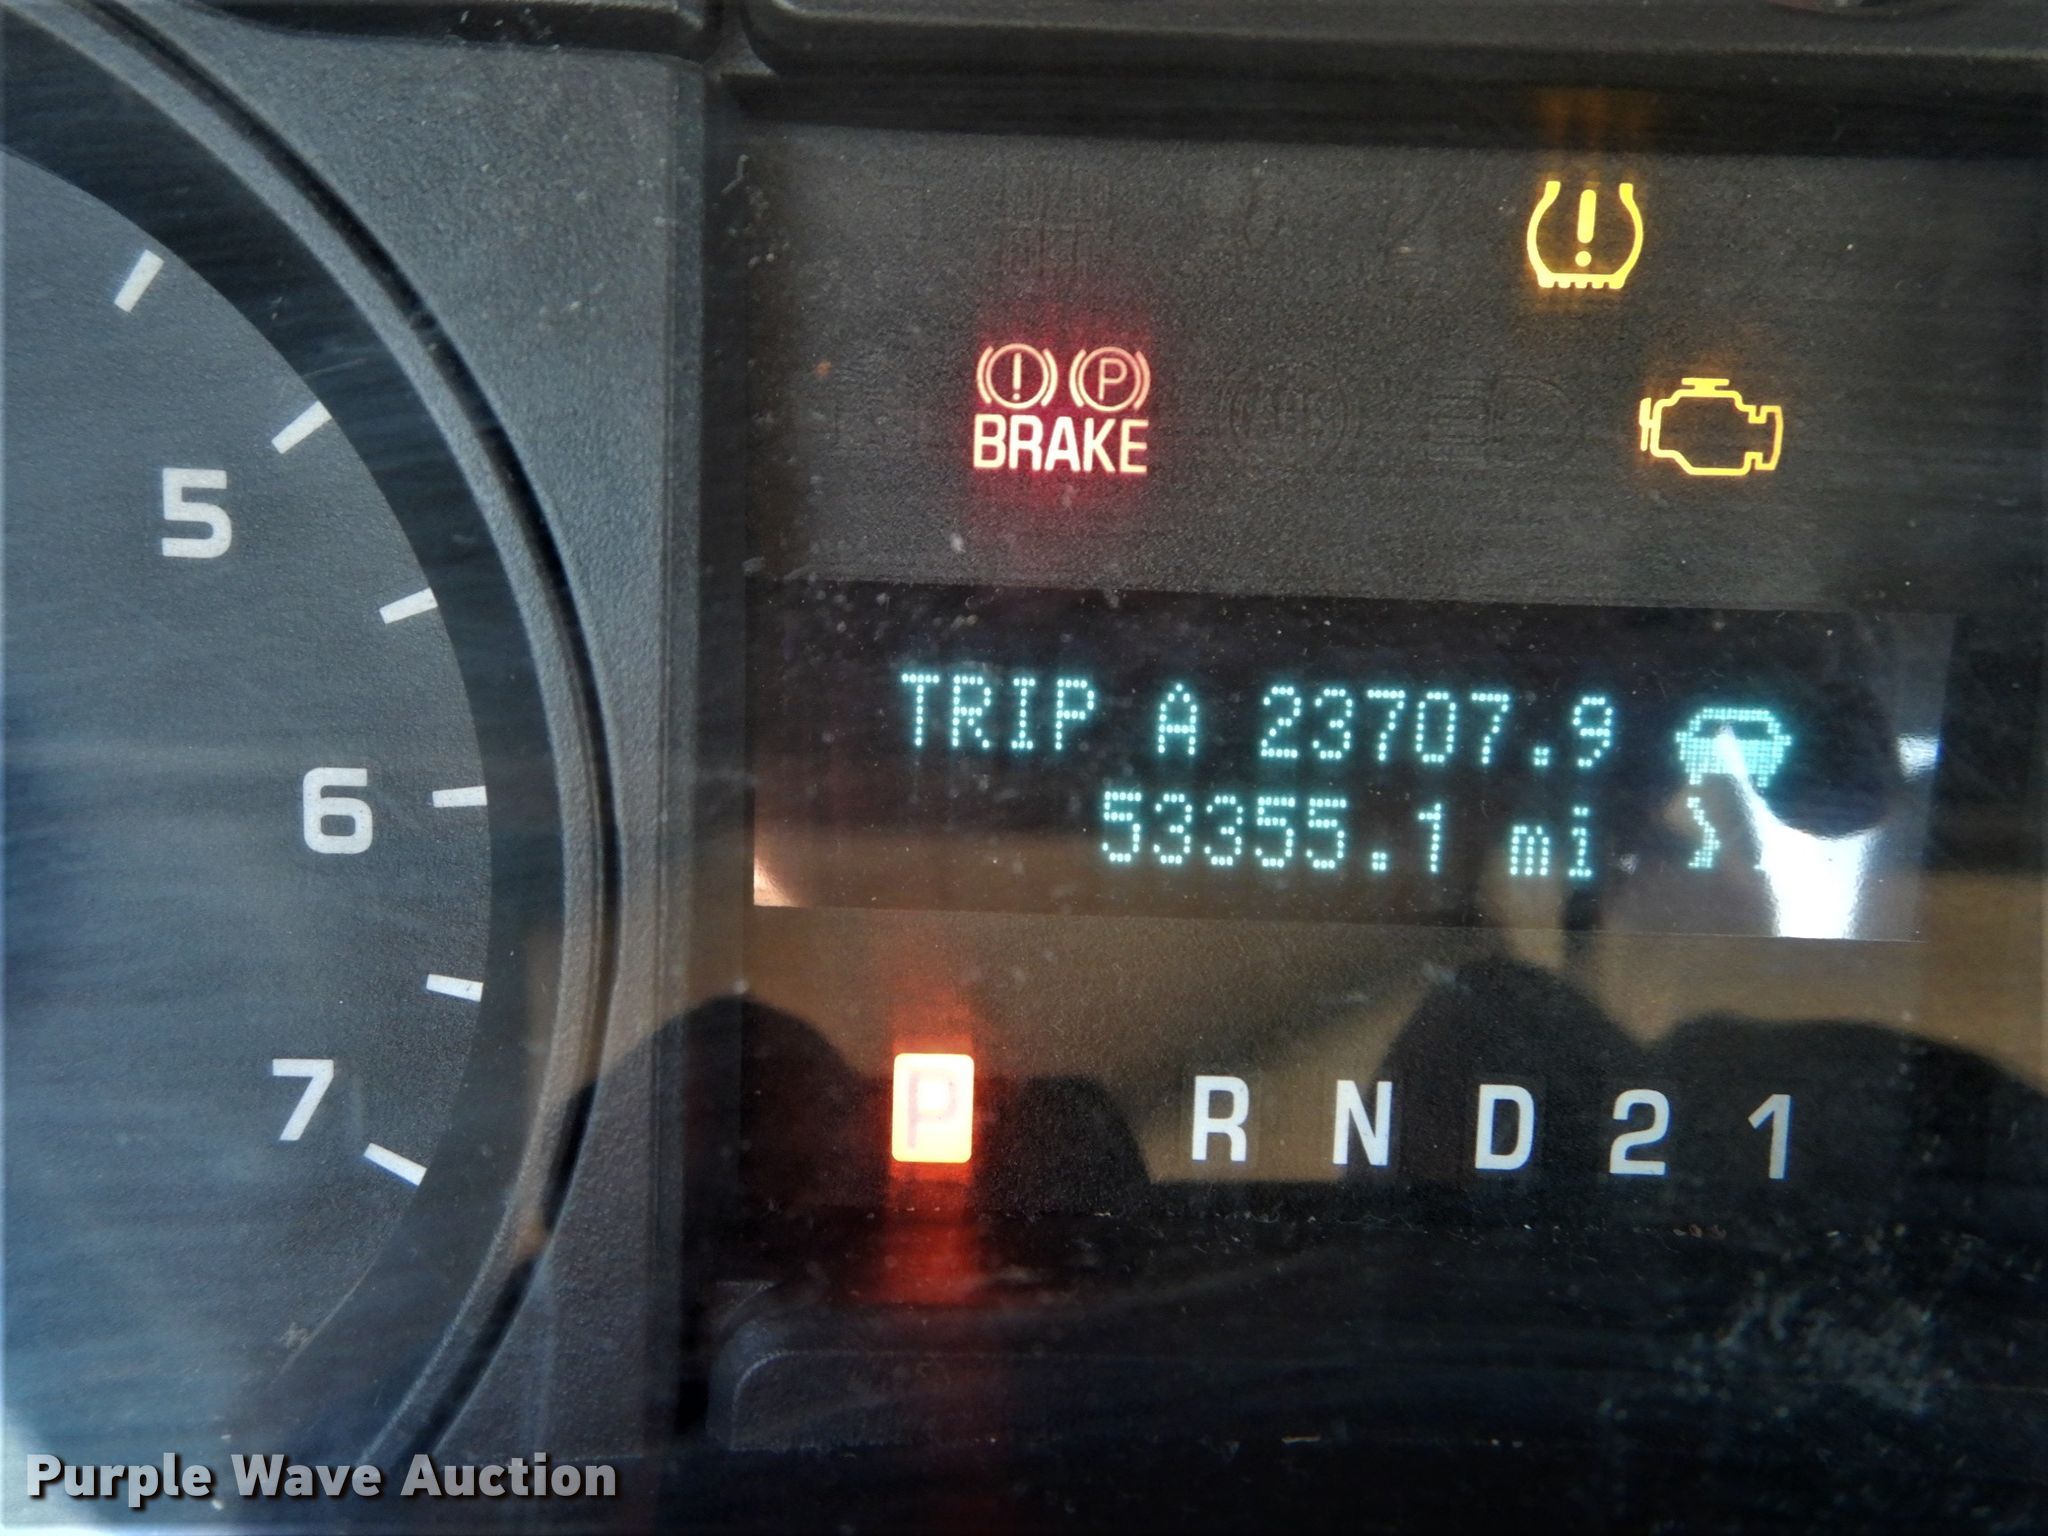 BRAKE
5
TRIP A 23707.9
53355.1 mi
6
P R N D 2 1
7
Purple Wave Auction